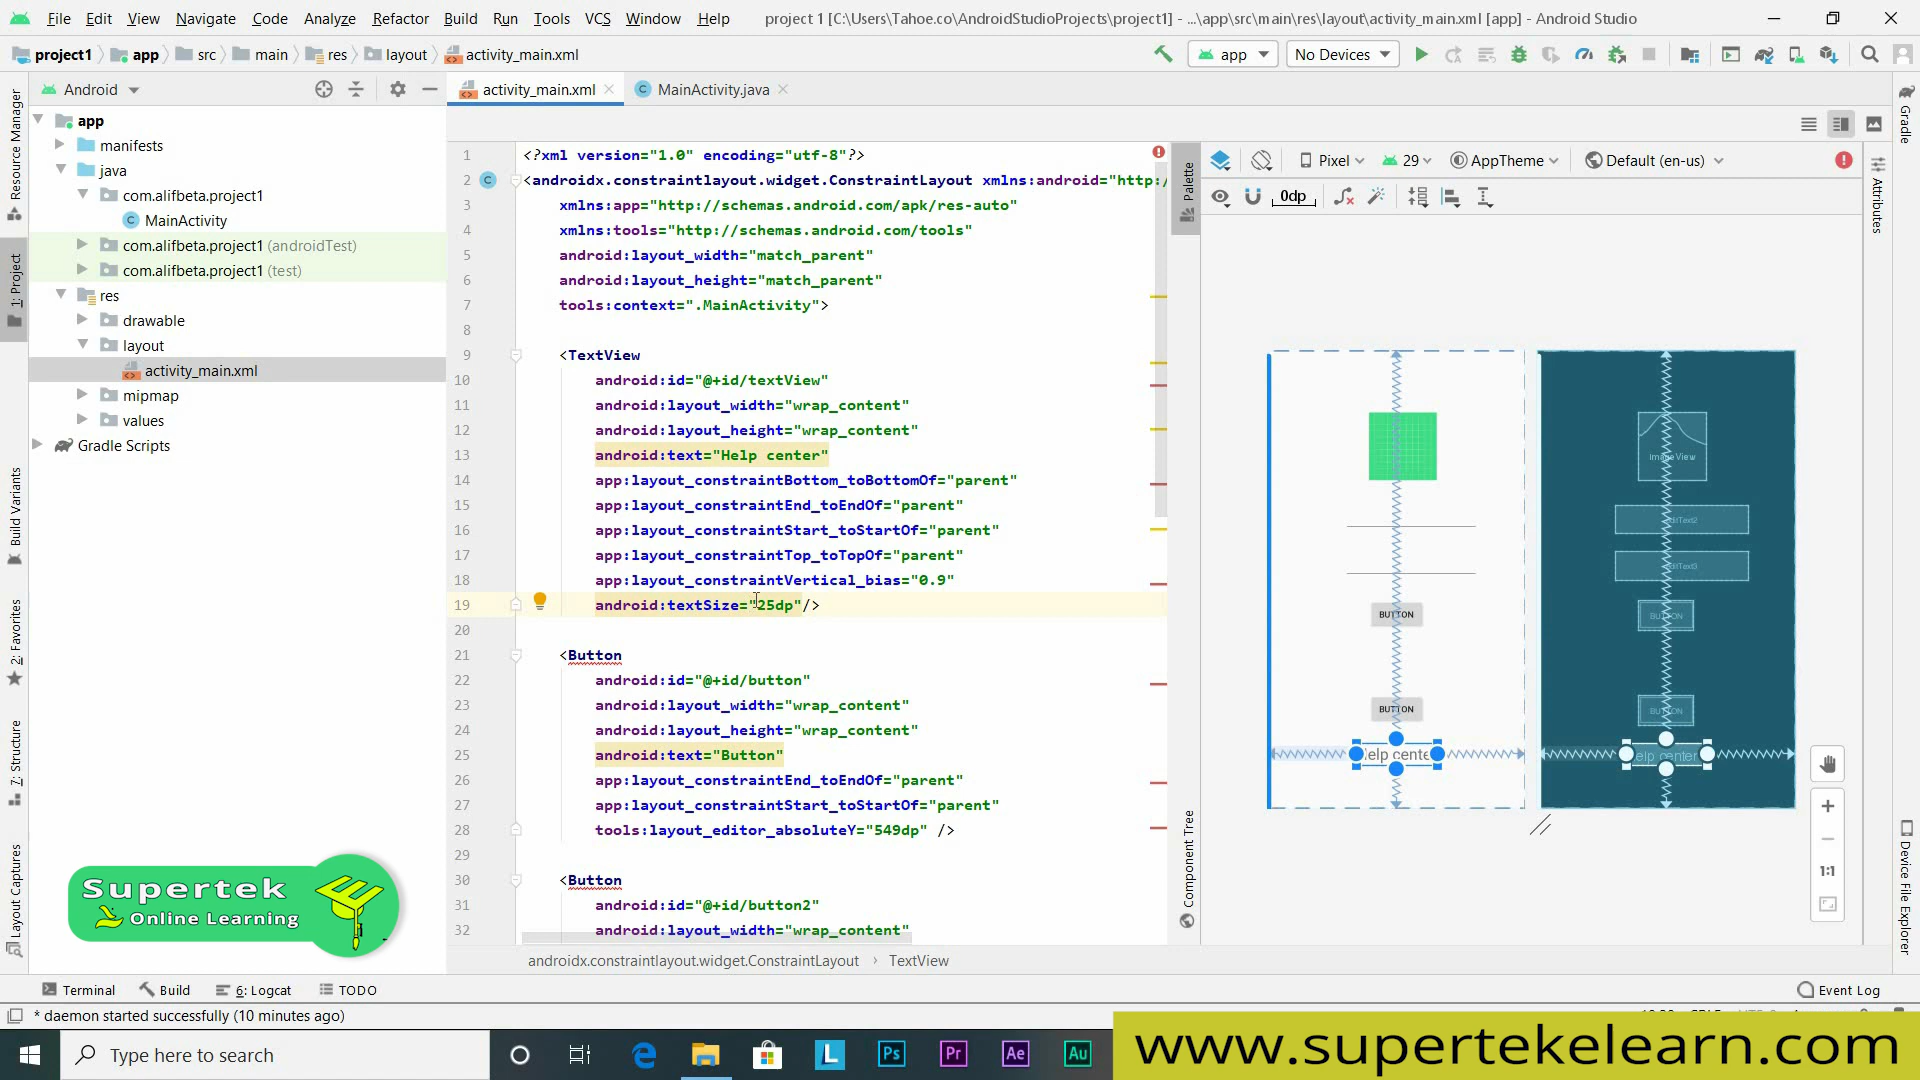 File Edit View Navigate Code Analyze Refactor Build Run Tools VCS Window Help project 1 [C:\Users\Tahoe.co\AndroidStudioProjects\project1] - ...\app\src\main\res\layout\activity_main.xml [app] - Android Studio
project1 app src main res layout activity_main.xml app No Devices
Android activity_main.xml MainActivity.java
app
manifests
java
com.alifbeta.project1
MainActivity
com.alifbeta.project1 (androidTest)
com.alifbeta.project1 (test)
res
drawable
layout
activity_main.xml
mipmap
values
Gradle Scripts
Resource Manager
1: Project
Build Variants
2: Favorites
7: Structure
Layout Captures
1 <?xml version="1.0" encoding="utf-8"?>
2 <androidx.constraintlayout.widget.ConstraintLayout xmlns:android="http:/
3 xmlns:app="http://schemas.android.com/apk/res-auto"
4 xmlns:tools="http://schemas.android.com/tools"
5 android:layout_width="match_parent"
6 android:layout_height="match_parent"
7 tools:context=".MainActivity">
8
9 <TextView
10 android:id="@+id/textView"
11 android:layout_width="wrap_content"
12 android:layout_height="wrap_content"
13 android:text="Help center"
14 app:layout_constraintBottom_toBottomOf="parent"
15 app:layout_constraintEnd_toEndOf="parent"
16 app:layout_constraintStart_toStartOf="parent"
17 app:layout_constraintTop_toTopOf="parent"
18 app:layout_constraintVertical_bias="0.9"
19 android:textSize="25dp"/>
20
21 <Button
22 android:id="@+id/button"
23 android:layout_width="wrap_content"
24 android:layout_height="wrap_content"
25 android:text="Button"
26 app:layout_constraintEnd_toEndOf="parent"
27 app:layout_constraintStart_toStartOf="parent"
28 tools:layout_editor_absoluteY="549dp" />
29
30 <Button
31 android:id="@+id/button2"
32 android:layout_width="wrap_content"
androidx.constraintlayout.widget.ConstraintLayout › TextView
Palette
Component Tree
Pixel 29 AppTheme Default (en-us)
0dp
ImageView
BUTTON
BUTTON
BUTTON
BUTTON
1:1
Gradle
Attributes
Device File Explorer
Supertek
Online Learning
Terminal Build 6: Logcat TODO Event Log
* daemon started successfully (10 minutes ago)
Type here to search L Ps Pr Ae Au
www.supertekelearn.com